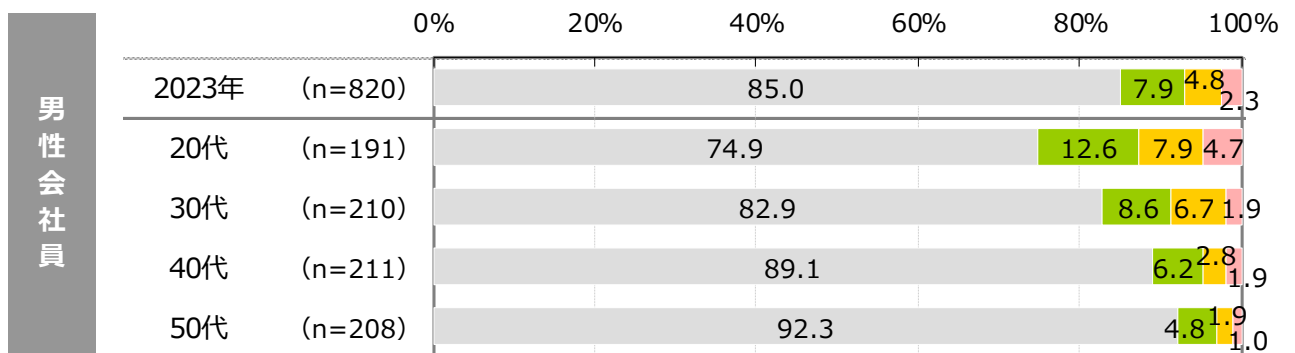 0% 20% 40% 60% 80% 100%
男性会社員
2023年 (n=820) 85.0 7.9 4.8 2.3
20代 (n=191) 74.9 12.6 7.9 4.7
30代 (n=210) 82.9 8.6 6.7 1.9
40代 (n=211) 89.1 6.2 2.8 1.9
50代 (n=208) 92.3 4.8 1.9 1.0